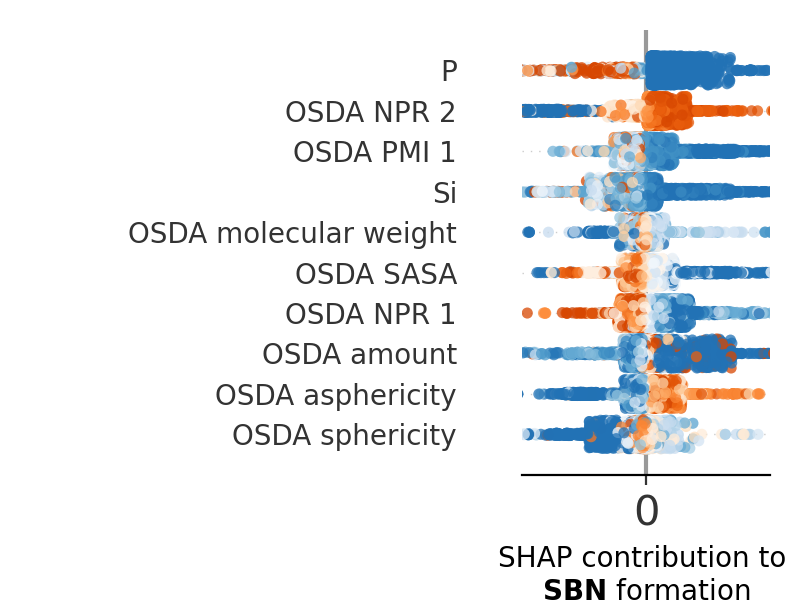 P
OSDA NPR 2
OSDA PMI 1
Si
OSDA molecular weight
OSDA SASA
OSDA NPR 1
OSDA amount
OSDA asphericity
OSDA sphericity
0
SHAP contribution to
SBN formation